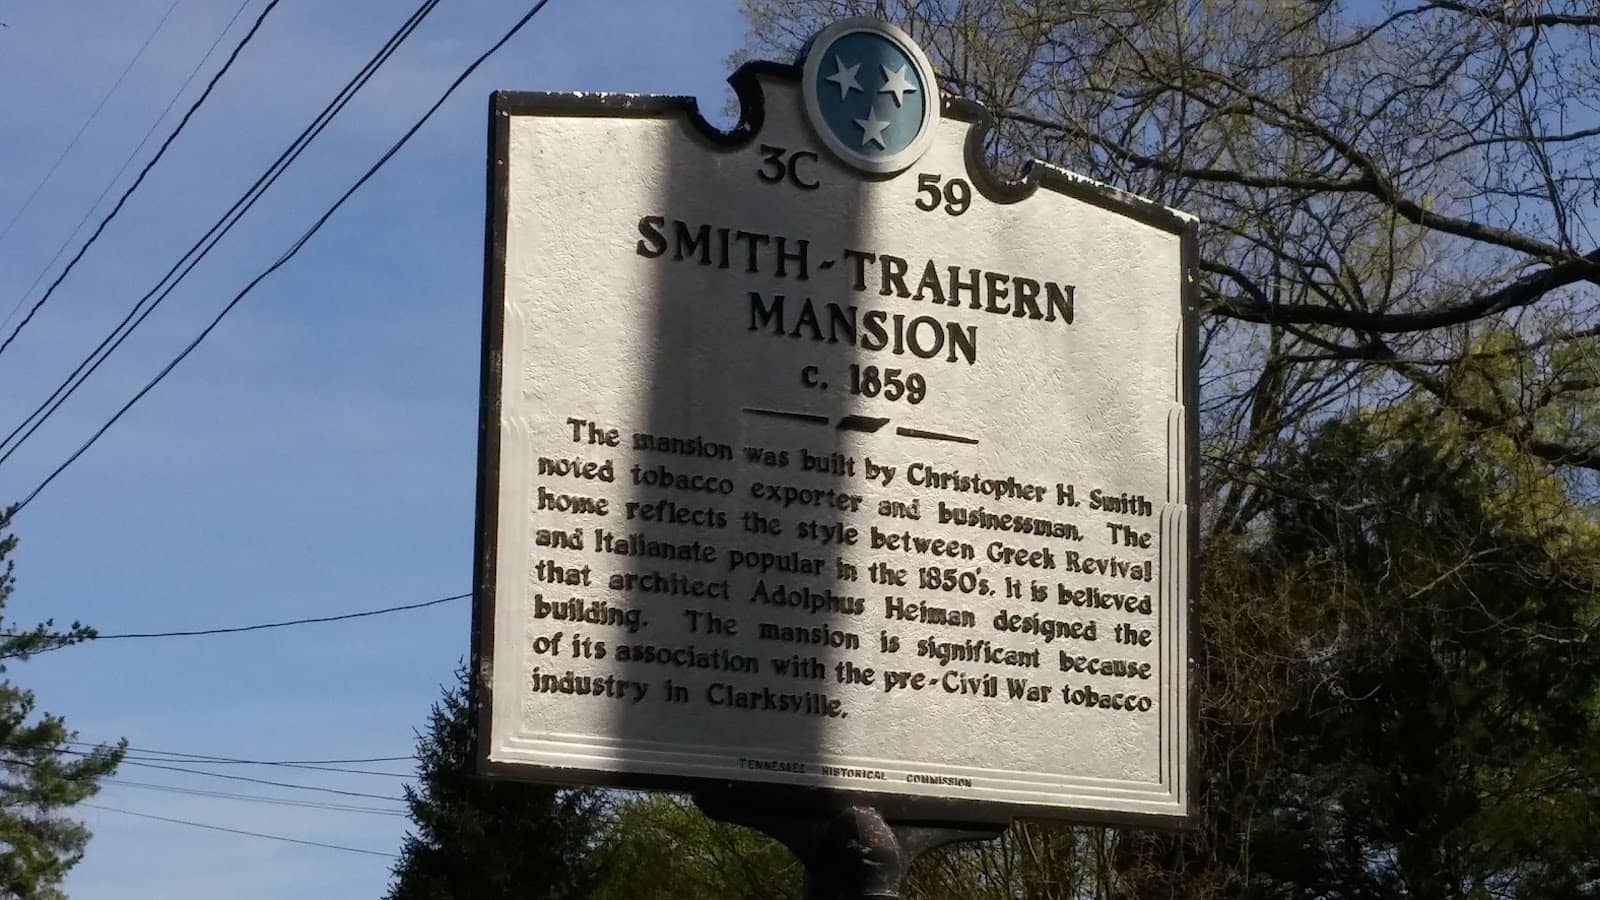 3C 59
SMITH-TRAHERN
MANSION
c. 1859
The mansion was built by Christopher H. Smith
noted tobacco exporter and businessman. The
home reflects the style between Greek Revival
and Italianate popular in the 1850's. It is believed
that architect Adolphus Heiman designed the
building. The mansion is significant because
of its association with the pre-Civil War tobacco
industry in Clarksville.
TENNESSEE HISTORICAL COMMISSION